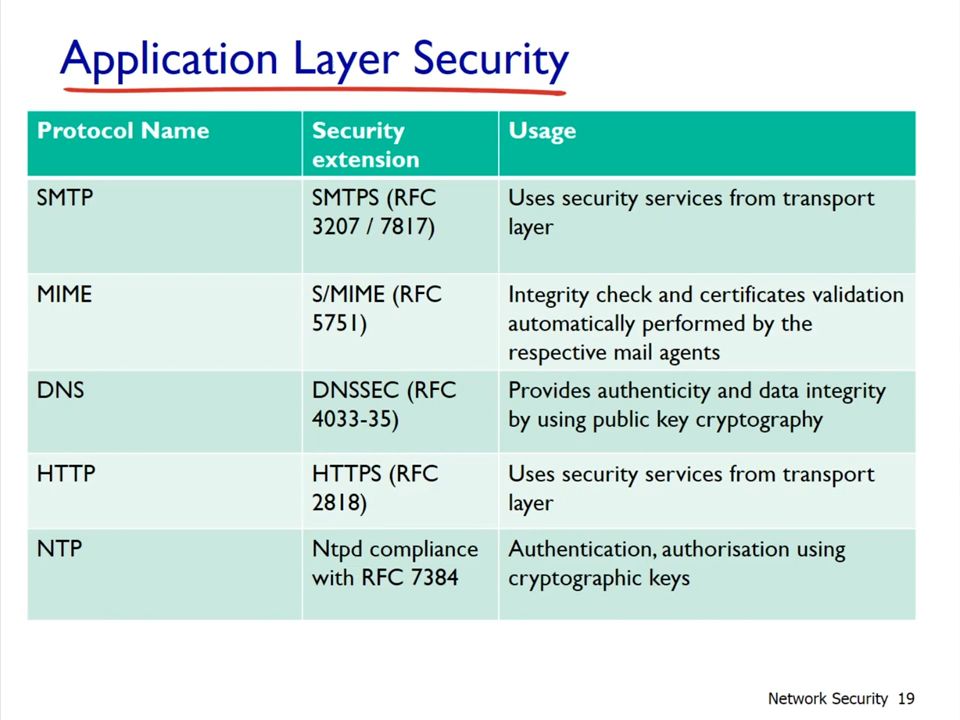 Application Layer Security
Protocol Name
Security
extension
Usage
SMTP
SMTPS (RFC
3207 / 7817)
Uses security services from transport
layer
MIME
S/MIME (RFC
5751)
Integrity check and certificates validation
automatically performed by the
respective mail agents
DNS
DNSSEC (RFC
4033-35)
Provides authenticity and data integrity
by using public key cryptography
HTTP
HTTPS (RFC
2818)
Uses security services from transport
layer
NTP
Ntpd compliance
with RFC 7384
Authentication, authorisation using
cryptographic keys
Network Security 19